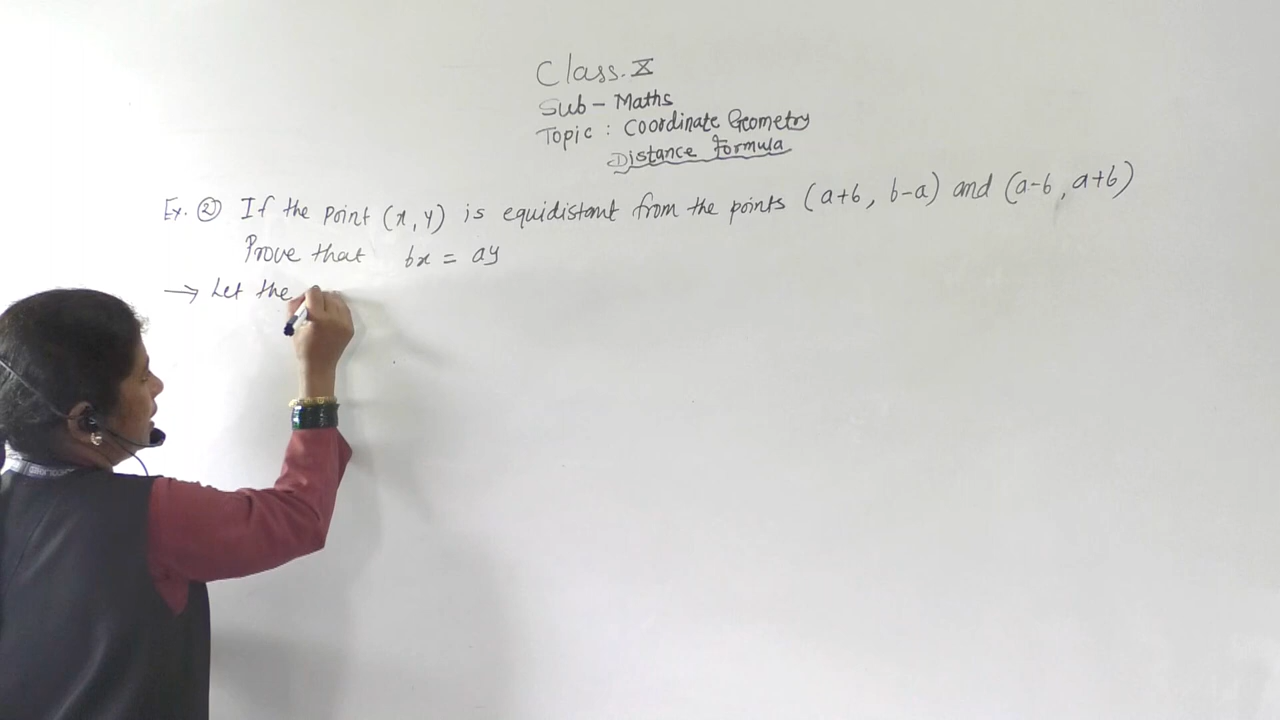 Class. X
Sub - Maths
Topic : Coordinate Geometry
Distance Formula
Ex. ② If the point (x, y) is equidistant from the points (a+b, b-a) and (a-b, a+b)
Prove that bx = ay
→ Let the